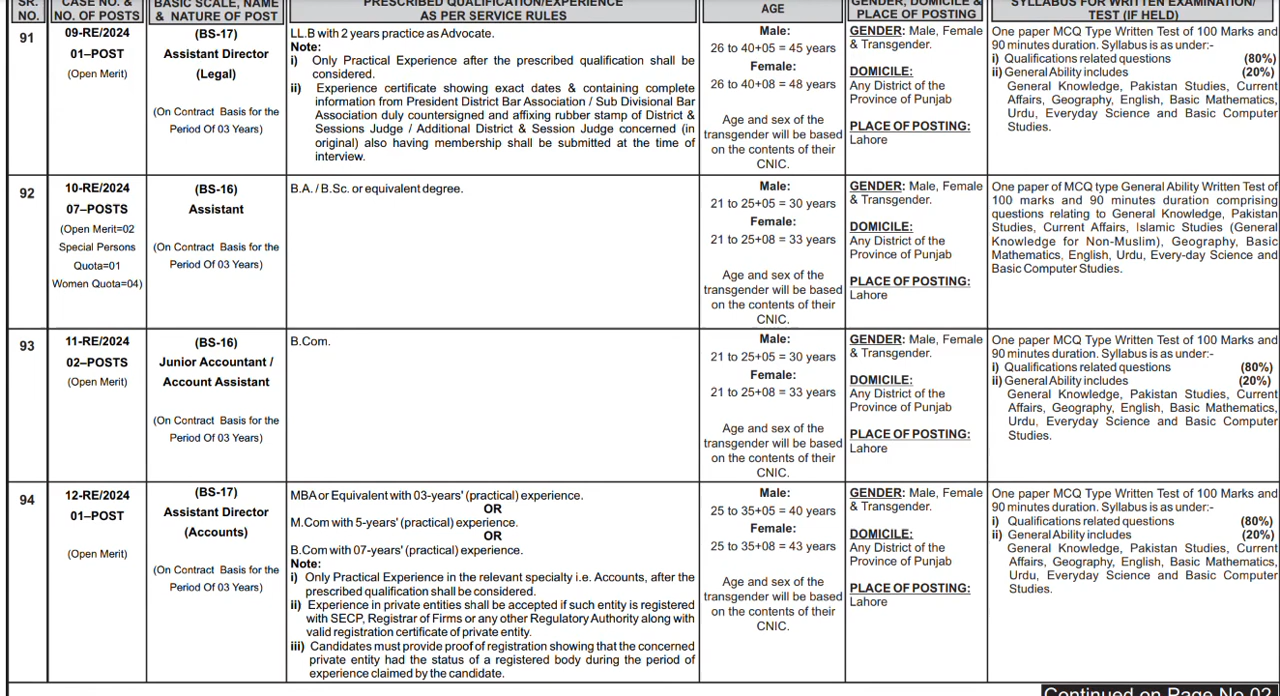 SR.
NO.
CASE NO. &
NO. OF POSTS
BASIC SCALE, NAME
& NATURE OF POST
PRESCRIBED QUALIFICATION/EXPERIENCE
AS PER SERVICE RULES
AGE
GENDER, DOMICILE &
PLACE OF POSTING
SYLLABUS FOR WRITTEN EXAMINATION/
TEST (IF HELD)
91
09-RE/2024
01–POST
(Open Merit)
(BS-17)
Assistant Director
(Legal)
(On Contract Basis for the
Period Of 03 Years)
LL.B with 2 years practice as Advocate.
Note:
i) Only Practical Experience after the prescribed qualification shall be
considered.
ii) Experience certificate showing exact dates & containing complete
information from President District Bar Association / Sub Divisional Bar
Association duly countersigned and affixing rubber stamp of District &
Sessions Judge / Additional District & Session Judge concerned (in
original) also having membership shall be submitted at the time of
interview.
Male:
26 to 40+05 = 45 years
Female:
26 to 40+08 = 48 years
Age and sex of the
transgender will be based
on the contents of their
CNIC.
GENDER: Male, Female
& Transgender.
DOMICILE:
Any District of the
Province of Punjab
PLACE OF POSTING:
Lahore
One paper MCQ Type Written Test of 100 Marks and
90 minutes duration. Syllabus is as under:-
i) Qualifications related questions (80%)
ii) General Ability includes (20%)
General Knowledge, Pakistan Studies, Current
Affairs, Geography, English, Basic Mathematics,
Urdu, Everyday Science and Basic Computer
Studies.
92
10-RE/2024
07–POSTS
(Open Merit=02
Special Persons
Quota=01
Women Quota=04)
(BS-16)
Assistant
(On Contract Basis for the
Period Of 03 Years)
B.A. / B.Sc. or equivalent degree.
Male:
21 to 25+05 = 30 years
Female:
21 to 25+08 = 33 years
Age and sex of the
transgender will be based
on the contents of their
CNIC.
GENDER: Male, Female
& Transgender.
DOMICILE:
Any District of the
Province of Punjab
PLACE OF POSTING:
Lahore
One paper of MCQ type General Ability Written Test of
100 marks and 90 minutes duration comprising
questions relating to General Knowledge, Pakistan
Studies, Current Affairs, Islamic Studies (General
Knowledge for Non-Muslim), Geography, Basic
Mathematics, English, Urdu, Every-day Science and
Basic Computer Studies.
93
11-RE/2024
02–POSTS
(Open Merit)
(BS-16)
Junior Accountant /
Account Assistant
(On Contract Basis for the
Period Of 03 Years)
B.Com.
Male:
21 to 25+05 = 30 years
Female:
21 to 25+08 = 33 years
Age and sex of the
transgender will be based
on the contents of their
CNIC.
GENDER: Male, Female
& Transgender.
DOMICILE:
Any District of the
Province of Punjab
PLACE OF POSTING:
Lahore
One paper MCQ Type Written Test of 100 Marks and
90 minutes duration. Syllabus is as under:-
i) Qualifications related questions (80%)
ii) General Ability includes (20%)
General Knowledge, Pakistan Studies, Current
Affairs, Geography, English, Basic Mathematics,
Urdu, Everyday Science and Basic Computer
Studies.
94
12-RE/2024
01–POST
(Open Merit)
(BS-17)
Assistant Director
(Accounts)
(On Contract Basis for the
Period Of 03 Years)
MBA or Equivalent with 03-years' (practical) experience.
OR
M.Com with 5-years' (practical) experience.
OR
B.Com with 07-years' (practical) experience.
Note:
i) Only Practical Experience in the relevant specialty i.e. Accounts, after the
prescribed qualification shall be considered.
ii) Experience in private entities shall be accepted if such entity is registered
with SECP, Registrar of Firms or any other Regulatory Authority along with
valid registration certificate of private entity.
iii) Candidates must provide proof of registration showing that the concerned
private entity had the status of a registered body during the period of
experience claimed by the candidate.
Male:
25 to 35+05 = 40 years
Female:
25 to 35+08 = 43 years
Age and sex of the
transgender will be based
on the contents of their
CNIC.
GENDER: Male, Female
& Transgender.
DOMICILE:
Any District of the
Province of Punjab
PLACE OF POSTING:
Lahore
One paper MCQ Type Written Test of 100 Marks and
90 minutes duration. Syllabus is as under:-
i) Qualifications related questions (80%)
ii) General Ability includes (20%)
General Knowledge, Pakistan Studies, Current
Affairs, Geography, English, Basic Mathematics,
Urdu, Everyday Science and Basic Computer
Studies.
Continued on Page No.02